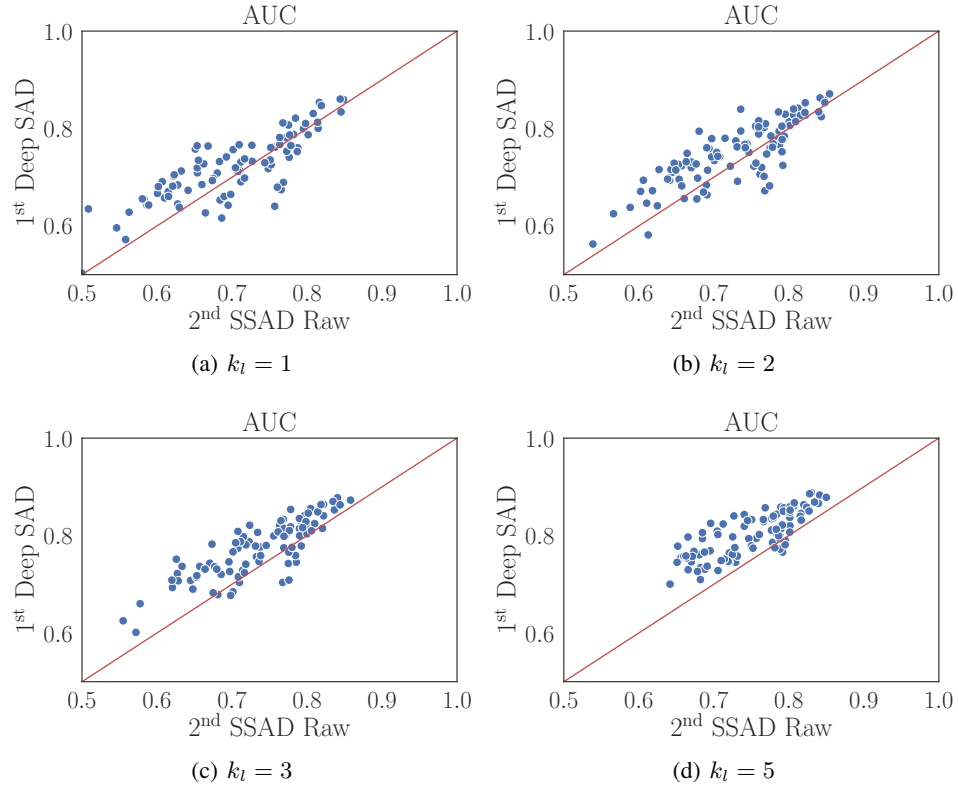 AUC
1.0
0.8
0.6
1st Deep SAD
0.5 0.6 0.7 0.8 0.9 1.0
2nd SSAD Raw
(a) kl = 1
AUC
1.0
0.8
0.6
1st Deep SAD
0.5 0.6 0.7 0.8 0.9 1.0
2nd SSAD Raw
(b) kl = 2
AUC
1.0
0.8
0.6
1st Deep SAD
0.5 0.6 0.7 0.8 0.9 1.0
2nd SSAD Raw
(c) kl = 3
AUC
1.0
0.8
0.6
1st Deep SAD
0.5 0.6 0.7 0.8 0.9 1.0
2nd SSAD Raw
(d) kl = 5